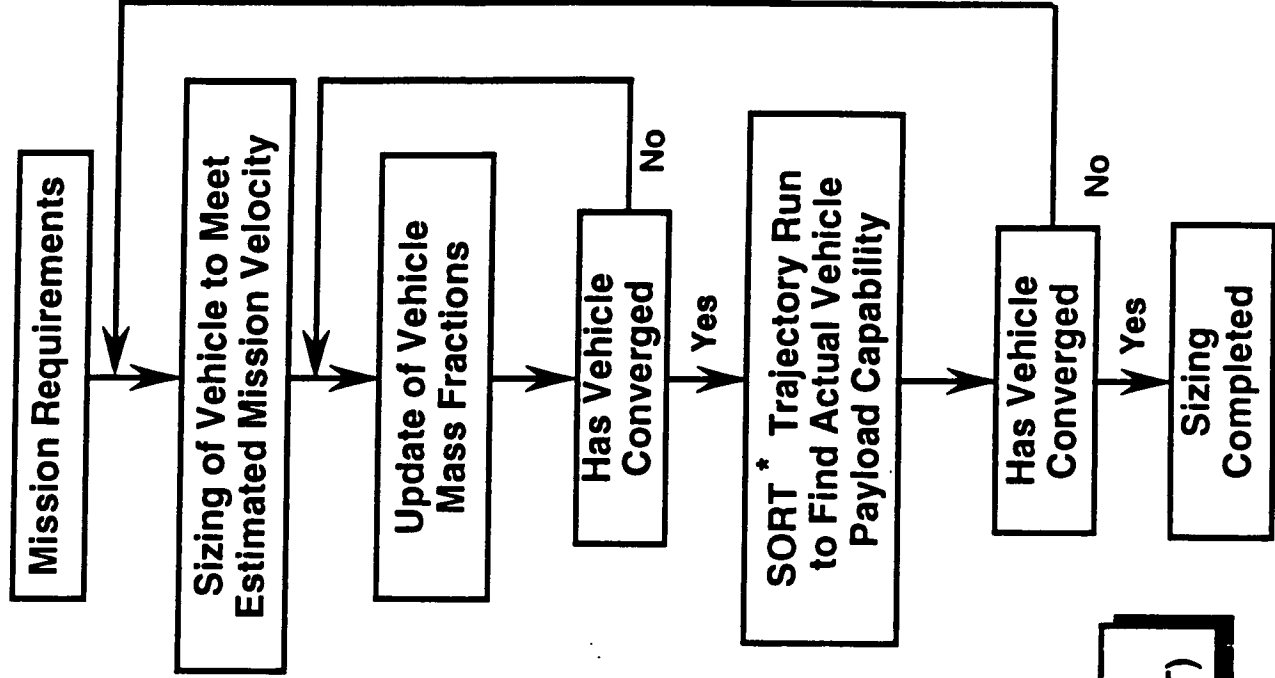 Mission Requirements
Sizing of Vehicle to Meet
Estimated Mission Velocity
Update of Vehicle
Mass Fractions
Has Vehicle
Converged
No
Yes
SORT * Trajectory Run
to Find Actual Vehicle
Payload Capability
Has Vehicle
Converged
No
Yes
Sizing
Completed